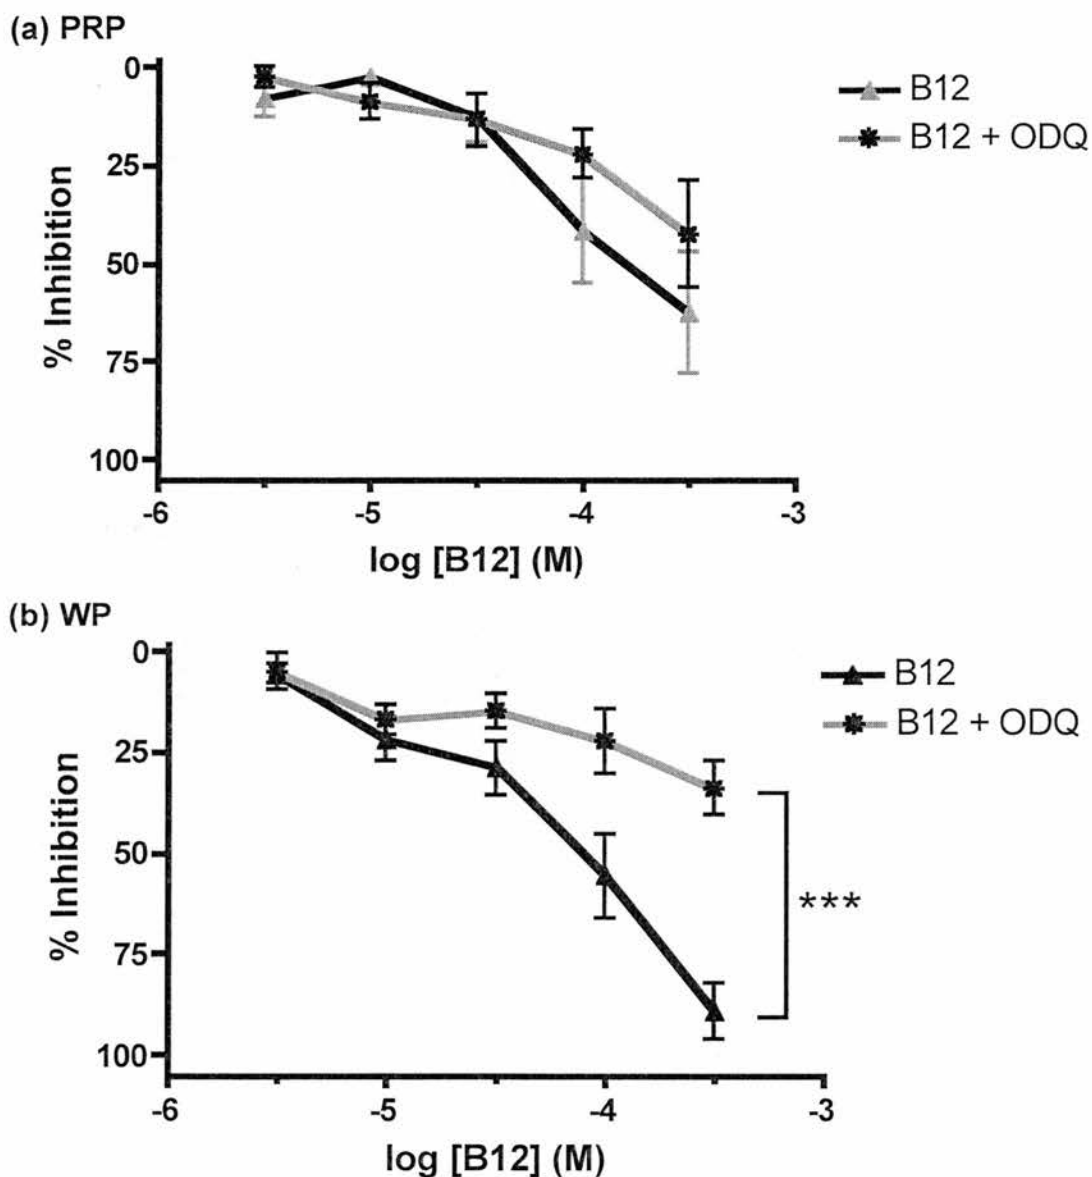 (a) PRP
0
25
50
75
100
% Inhibition
-6
-5
-4
-3
log [B12] (M)
B12
B12 + ODQ
(b) WP
0
25
50
75
100
% Inhibition
-6
-5
-4
-3
log [B12] (M)
B12
B12 + ODQ
***